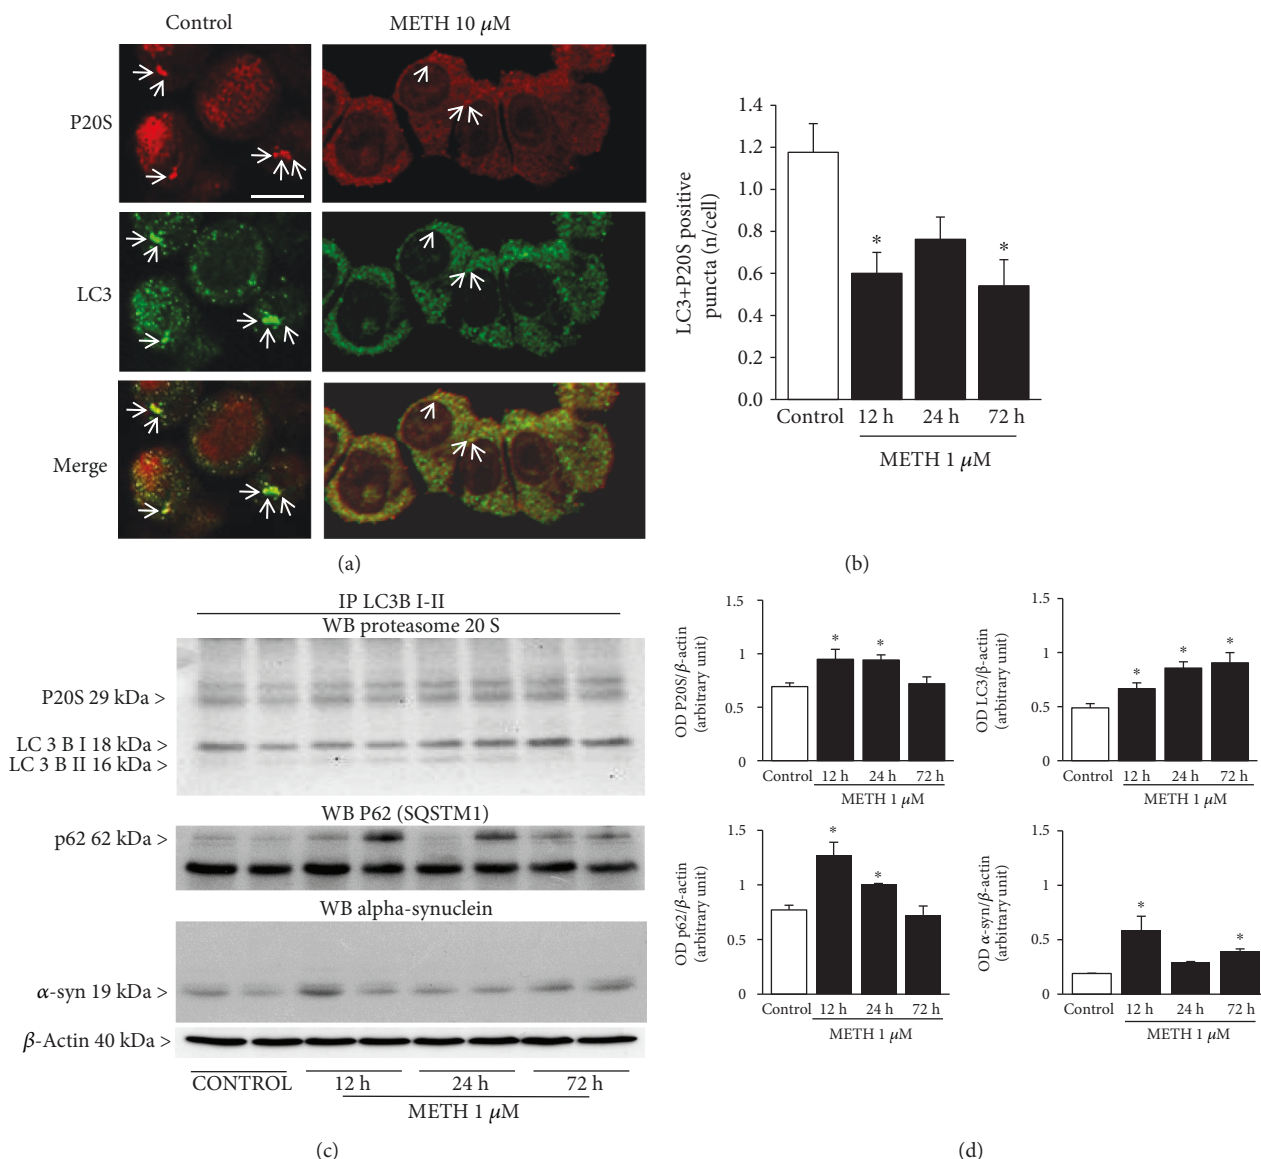 Control
METH 10 μM
P20S
LC3
Merge
(a)
LC3+P20S positive
puncta (n/cell)
1.4
1.2
1.0
0.8
0.6
0.4
0.2
0.0
*
*
Control
12 h
24 h
72 h
METH 1 μM
(b)
IP LC3B I-II
WB proteasome 20 S
P20S 29 kDa >
LC 3 B I 18 kDa >
LC 3 B II 16 kDa >
WB P62 (SQSTM1)
p62 62 kDa >
WB alpha-synuclein
α-syn 19 kDa >
β-Actin 40 kDa >
CONTROL
12 h
24 h
72 h
METH 1 μM
(c)
OD P20S/β-actin
(arbitrary unit)
1.5
1
0.5
0
*
*
Control
12 h
24 h
72 h
METH 1 μM
OD LC3/β-actin
(arbitrary unit)
1.5
1
0.5
0
*
*
*
Control
12 h
24 h
72 h
METH 1 μM
OD p62/β-actin
(arbitrary unit)
1.5
1
0.5
0
*
*
Control
12 h
24 h
72 h
METH 1 μM
OD α-syn/β-actin
(arbitrary unit)
1.5
1
0.5
0
*
*
Control
12 h
24 h
72 h
METH 1 μM
(d)